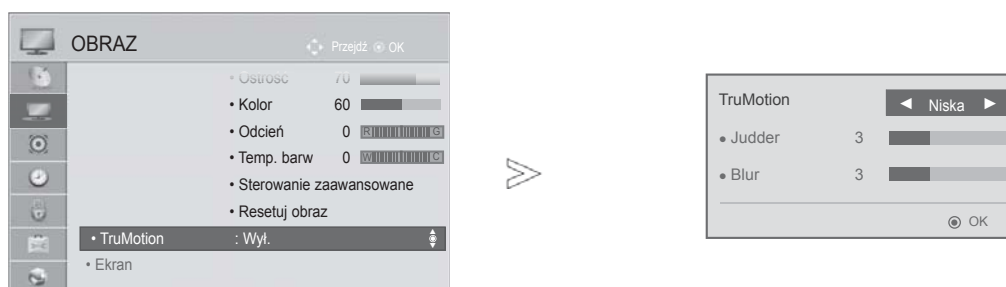 OBRAZ Przejdź OK
• Ostrość 70
• Kolor 60
• Odcień 0 R G
• Temp. barw 0 W C
• Sterowanie zaawansowane
• Resetuj obraz
• TruMotion : Wył.
• Ekran
TruMotion ◄ Niska ►
• Judder 3
• Blur 3
OK